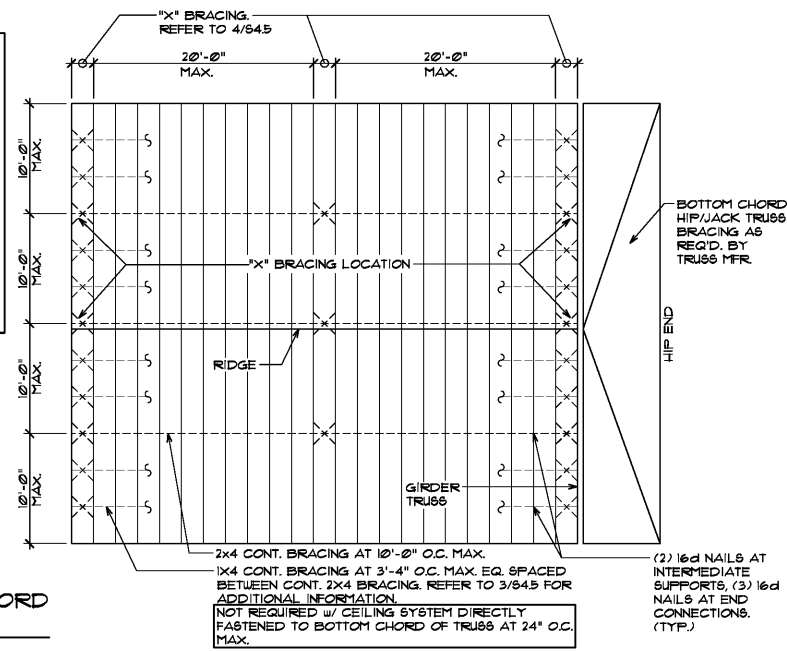 "X" BRACING.
REFER TO 4/S4.5
20'-0"
MAX.
20'-0"
MAX.
10'-0"
MAX.
10'-0"
MAX.
10'-0"
MAX.
10'-0"
MAX.
BOTTOM CHORD
HIP/JACK TRUSS
BRACING AS
REQ'D. BY
TRUSS MFR.
"X" BRACING LOCATION
RIDGE
HIP END
GIRDER
TRUSS
2x4 CONT. BRACING AT 10'-0" O.C. MAX.
1X4 CONT. BRACING AT 3'-4" O.C. MAX. EQ. SPACED
BETWEEN CONT. 2X4 BRACING. REFER TO 3/S4.5 FOR
ADDITIONAL INFORMATION.
NOT REQUIRED w/ CEILING SYSTEM DIRECTLY
FASTENED TO BOTTOM CHORD OF TRUSS AT 24" O.C.
MAX.
(2) 16d NAILS AT
INTERMEDIATE
SUPPORTS, (3) 16d
NAILS AT END
CONNECTIONS.
(TYP.)
ORD